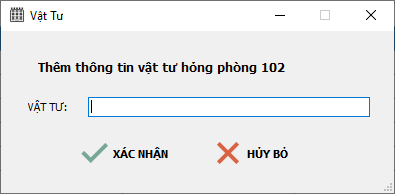 Vật Tư
Thêm thông tin vật tư hỏng phòng 102
VẬT TƯ:
XÁC NHẬN
HỦY BỎ